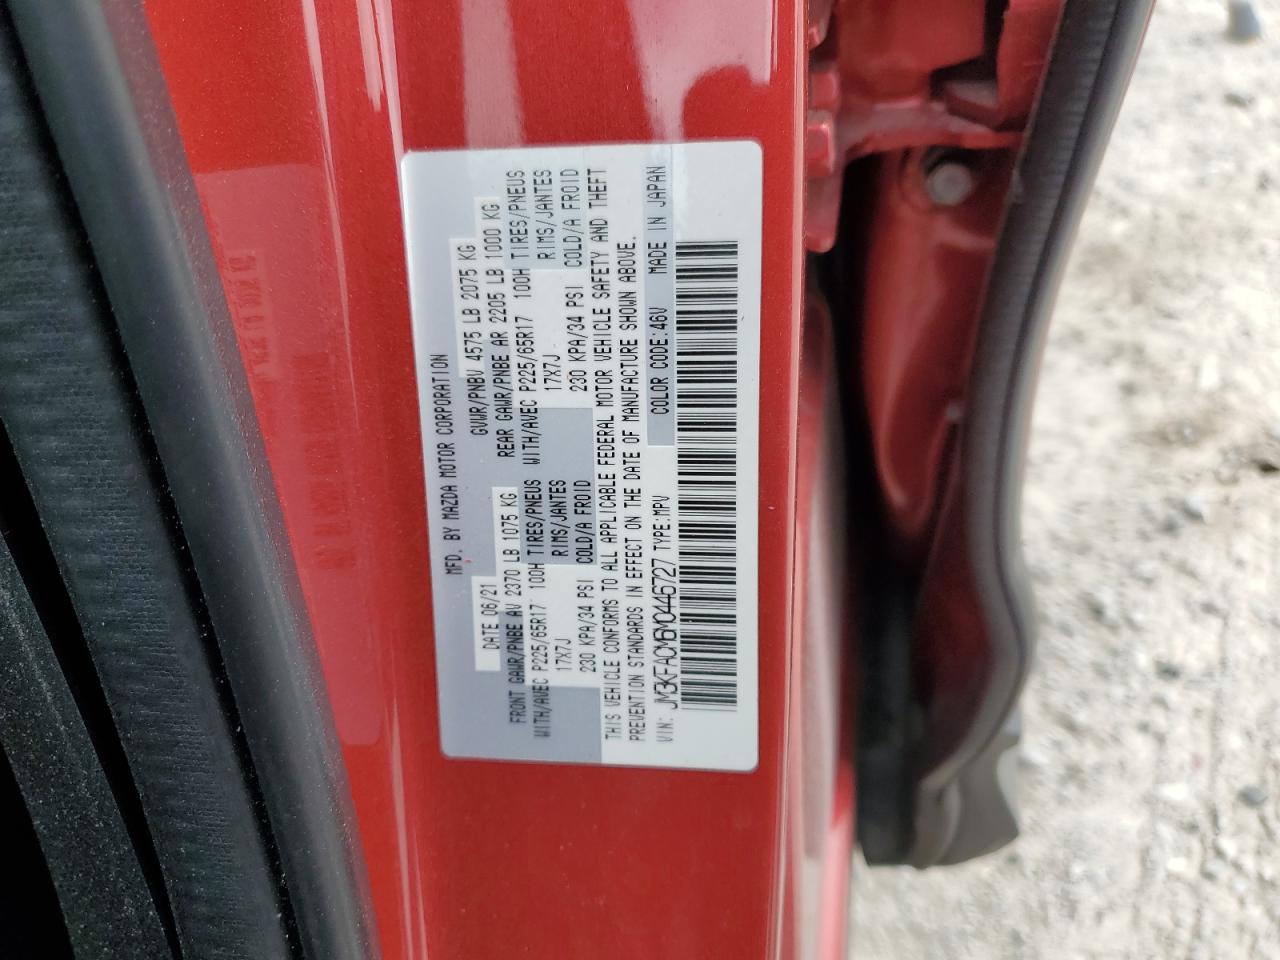 MFD. BY MAZDA MOTOR CORPORATION
DATE 06/21 GVWR/PNBV 4575 LB 2075 KG
FRONT GAWR/PNBE AV 2370 LB 1075 KG REAR GAWR/PNBE AR 2205 LB 1000 KG
WITH/AVEC P225/65R17 100H TIRES/PNEUS WITH/AVEC P225/65R17 100H TIRES/PNEUS
17X7J RIMS/JANTES 17X7J RIMS/JANTES
230 KPA/34 PSI COLD/A FROID 230 KPA/34 PSI COLD/A FROID
THIS VEHICLE CONFORMS TO ALL APPLICABLE FEDERAL MOTOR VEHICLE SAFETY AND THEFT
PREVENTION STANDARDS IN EFFECT ON THE DATE OF MANUFACTURE SHOWN ABOVE.
VIN: JM3KFACM6M0446727 TYPE:MPV COLOR CODE:46V MADE IN JAPAN